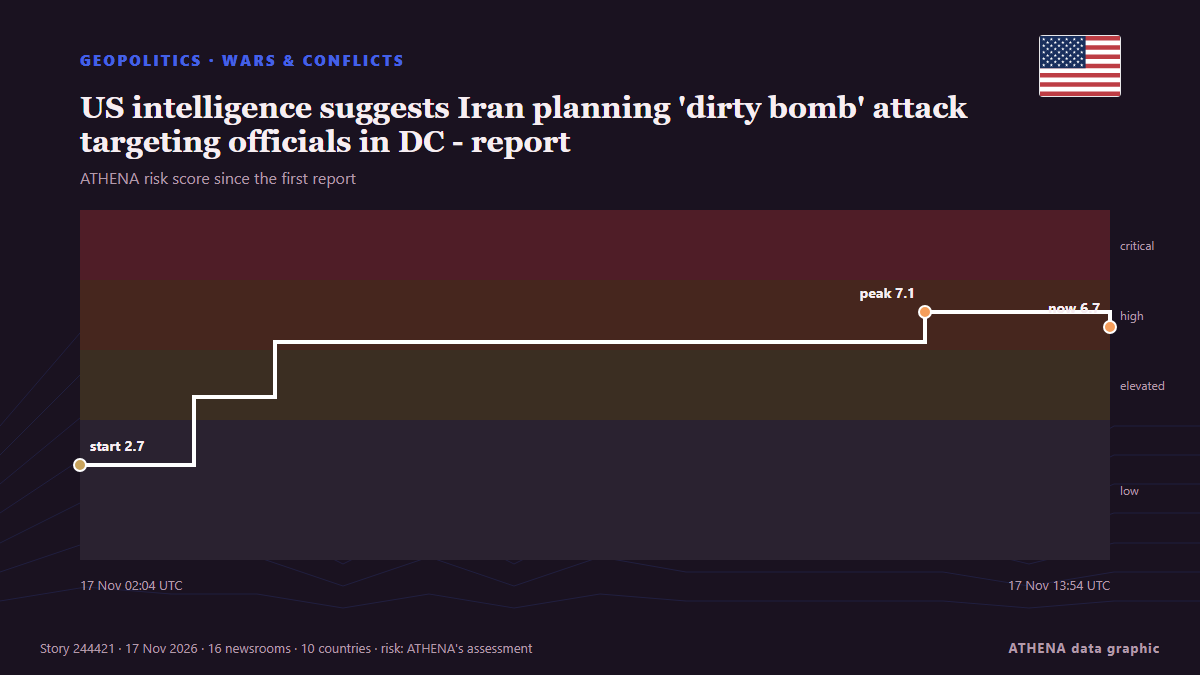 GEOPOLITICS · WARS & CONFLICTS
US intelligence suggests Iran planning 'dirty bomb' attack
targeting officials in DC - report
ATHENA risk score since the first report
critical
peak 7.1
now 6.7
high
elevated
start 2.7
low
17 Nov 02:04 UTC
17 Nov 13:54 UTC
Story 244421 · 17 Nov 2026 · 16 newsrooms · 10 countries · risk: ATHENA's assessment
ATHENA data graphic